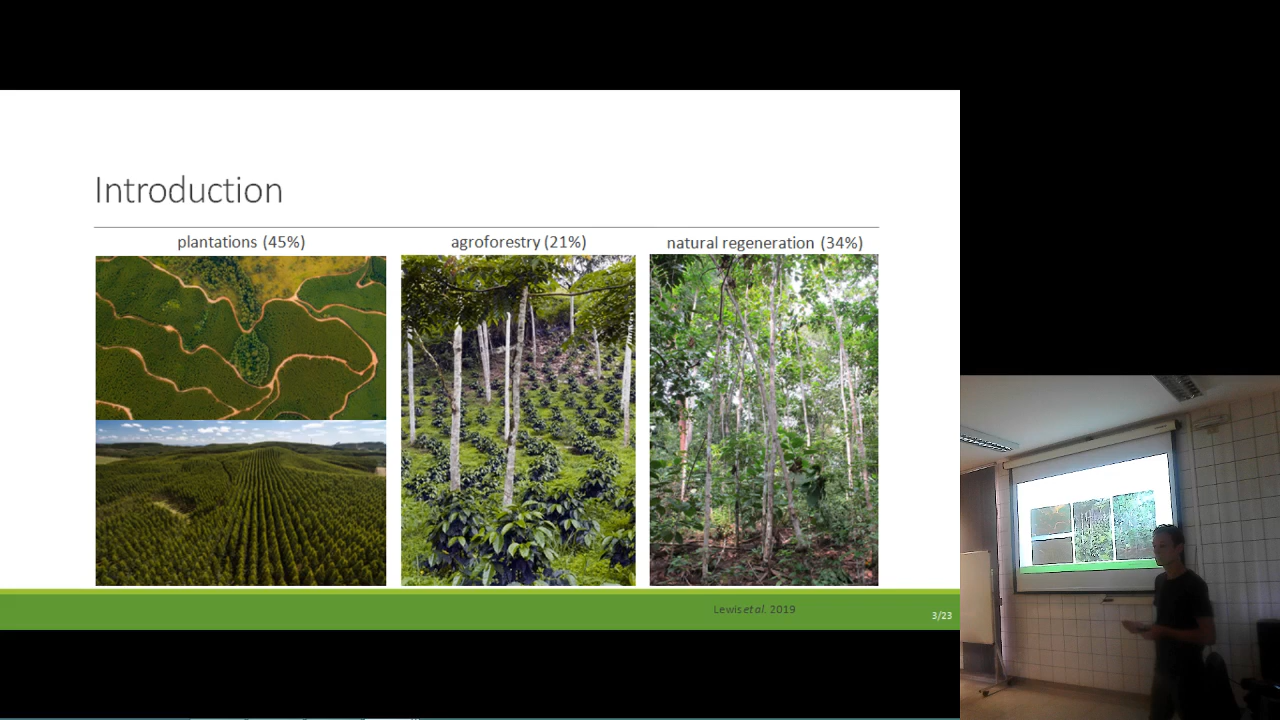 Introduction
plantations (45%)
agroforestry (21%)
natural regeneration (34%)
Lewis et al. 2019
3/23